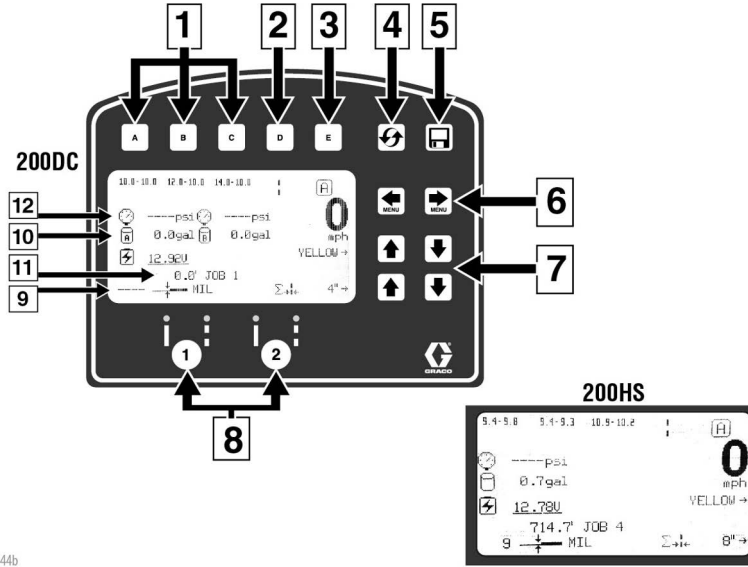 1 2 3 4 5
A B C D E
200DC
10.0-10.0 12.0-10.0 14.0-10.0 A
12
----psi ----psi 0
10
A 0.0gal B 0.0gal mph
MENU MENU 6
YELLOW→
12.92V
11
0.0' JOB 1
7
9
---- MIL Σ 4"→
1 2
GRACO
8
200HS
9.4-9.8 9.4-9.3 10.9-10.2 A
----psi 0
0.7gal mph
YELLOW→
12.78V
714.7' JOB 4
9 MIL Σ 8"→
44b